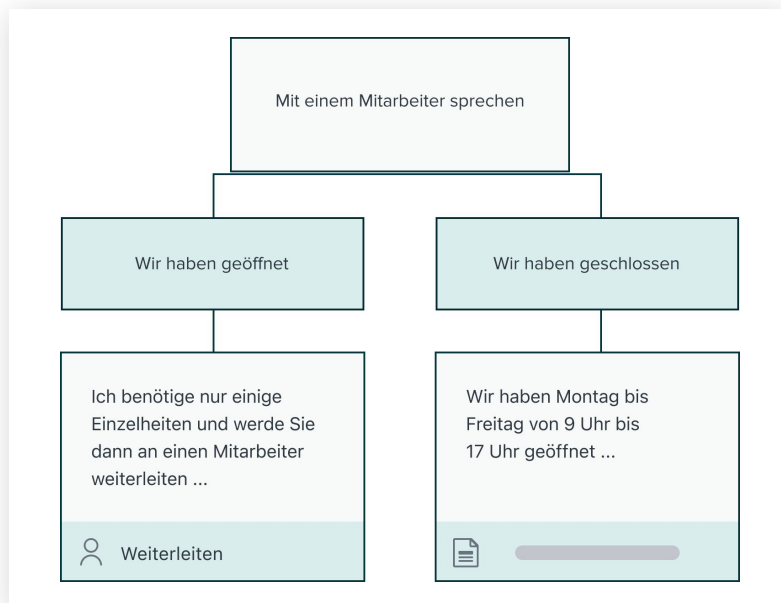 Mit einem Mitarbeiter sprechen
Wir haben geöffnet
Wir haben geschlossen
Ich benötige nur einige
Einzelheiten und werde Sie
dann an einen Mitarbeiter
weiterleiten ...
Weiterleiten
Wir haben Montag bis
Freitag von 9 Uhr bis
17 Uhr geöffnet ...